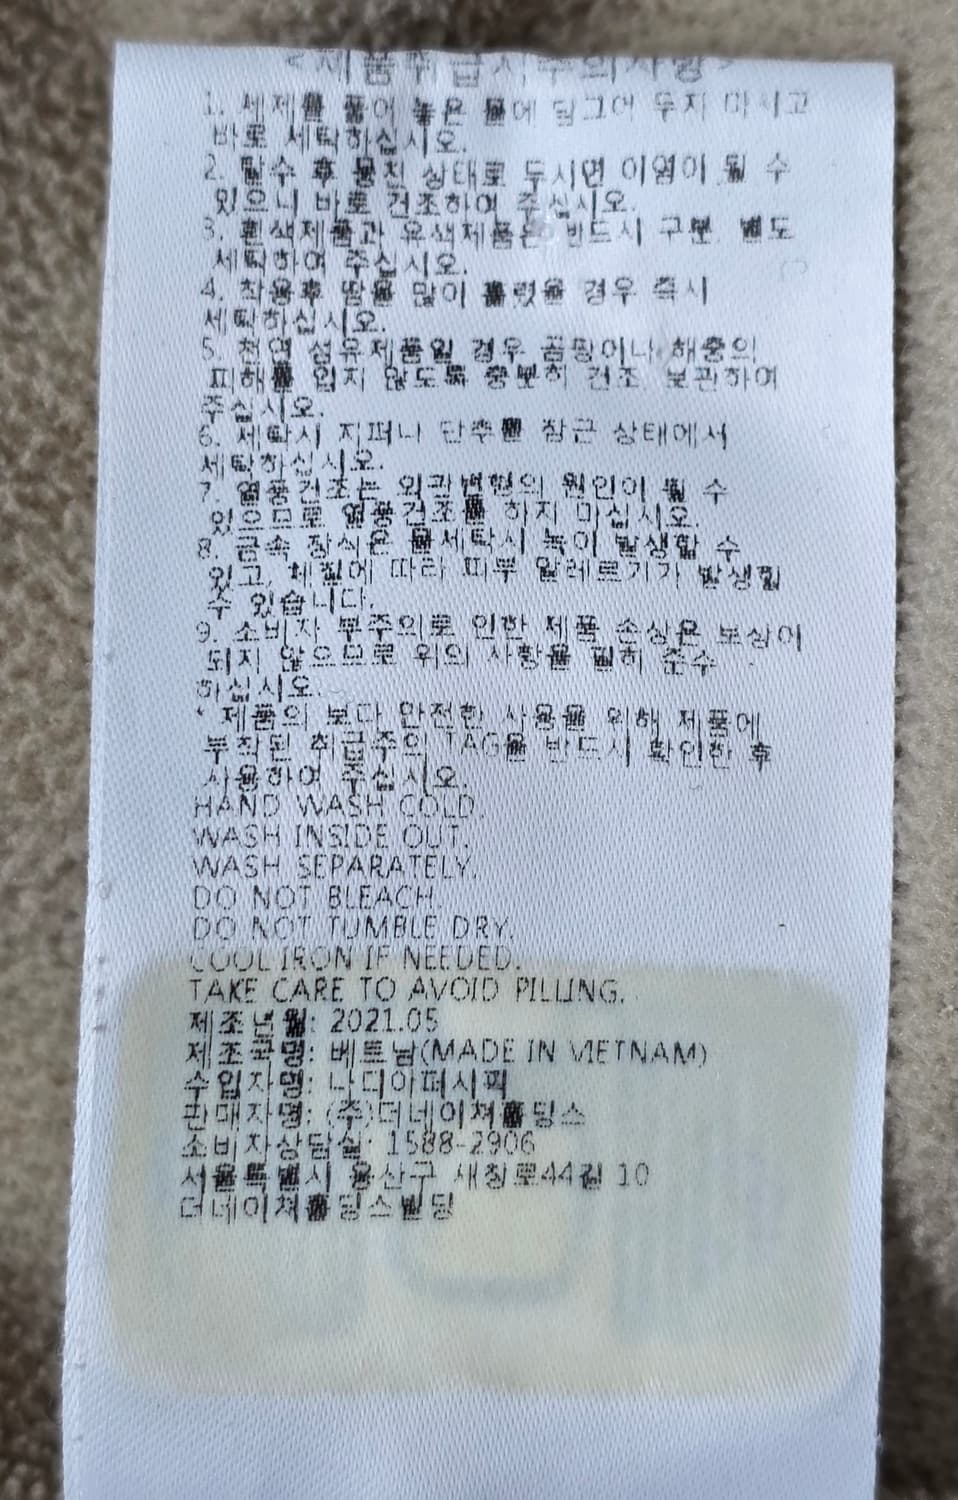 <제품취급시주의사항>
1. 세제를 풀어 놓은 물에 담그어 두지 마시고
바로 세탁하십시오.
2. 탈수 후 뭉친 상태로 두시면 이염이 될 수
있으니 바로 건조하여 주십시오.
3. 흰색제품과 유색제품은 반드시 구분, 별도
세탁하여 주십시오.
4. 착용후 땀을 많이 흘렸을 경우 즉시
세탁하십시오.
5. 천연 섬유제품일 경우 곰팡이나 해충의
피해를 입지 않도록 충분히 건조, 보관하여
주십시오.
6. 세탁시 지퍼나 단추를 잠근 상태에서
세탁하십시오.
7. 열풍건조는 외관변형의 원인이 될 수
있으므로 열풍건조를 하지 마십시오.
8. 금속 장식은 물세탁시 녹이 발생할 수
있고, 체질에 따라 피부 알레르기가 발생될
수 있습니다.
9. 소비자 부주의로 인한 제품 손상은 보상이
되지 않으므로 위의 사항을 필히 준수
하십시오.
* 제품의 보다 안전한 사용을 위해 제품에
부착된 취급주의 TAG을 반드시 확인한 후
사용하여 주십시오.
HAND WASH COLD.
WASH INSIDE OUT.
WASH SEPARATELY.
DO NOT BLEACH.
DO NOT TUMBLE DRY.
COOL IRON IF NEEDED.
TAKE CARE TO AVOID PILLING.
제조년월: 2021.05
제조국명: 베트남(MADE IN VIETNAM)
수입자명: 나디아퍼시픽
판매자명: (주)더네이쳐홀딩스
소비자상담실: 1588-2906
서울특별시 용산구 새창로44길 10
더네이쳐홀딩스빌딩